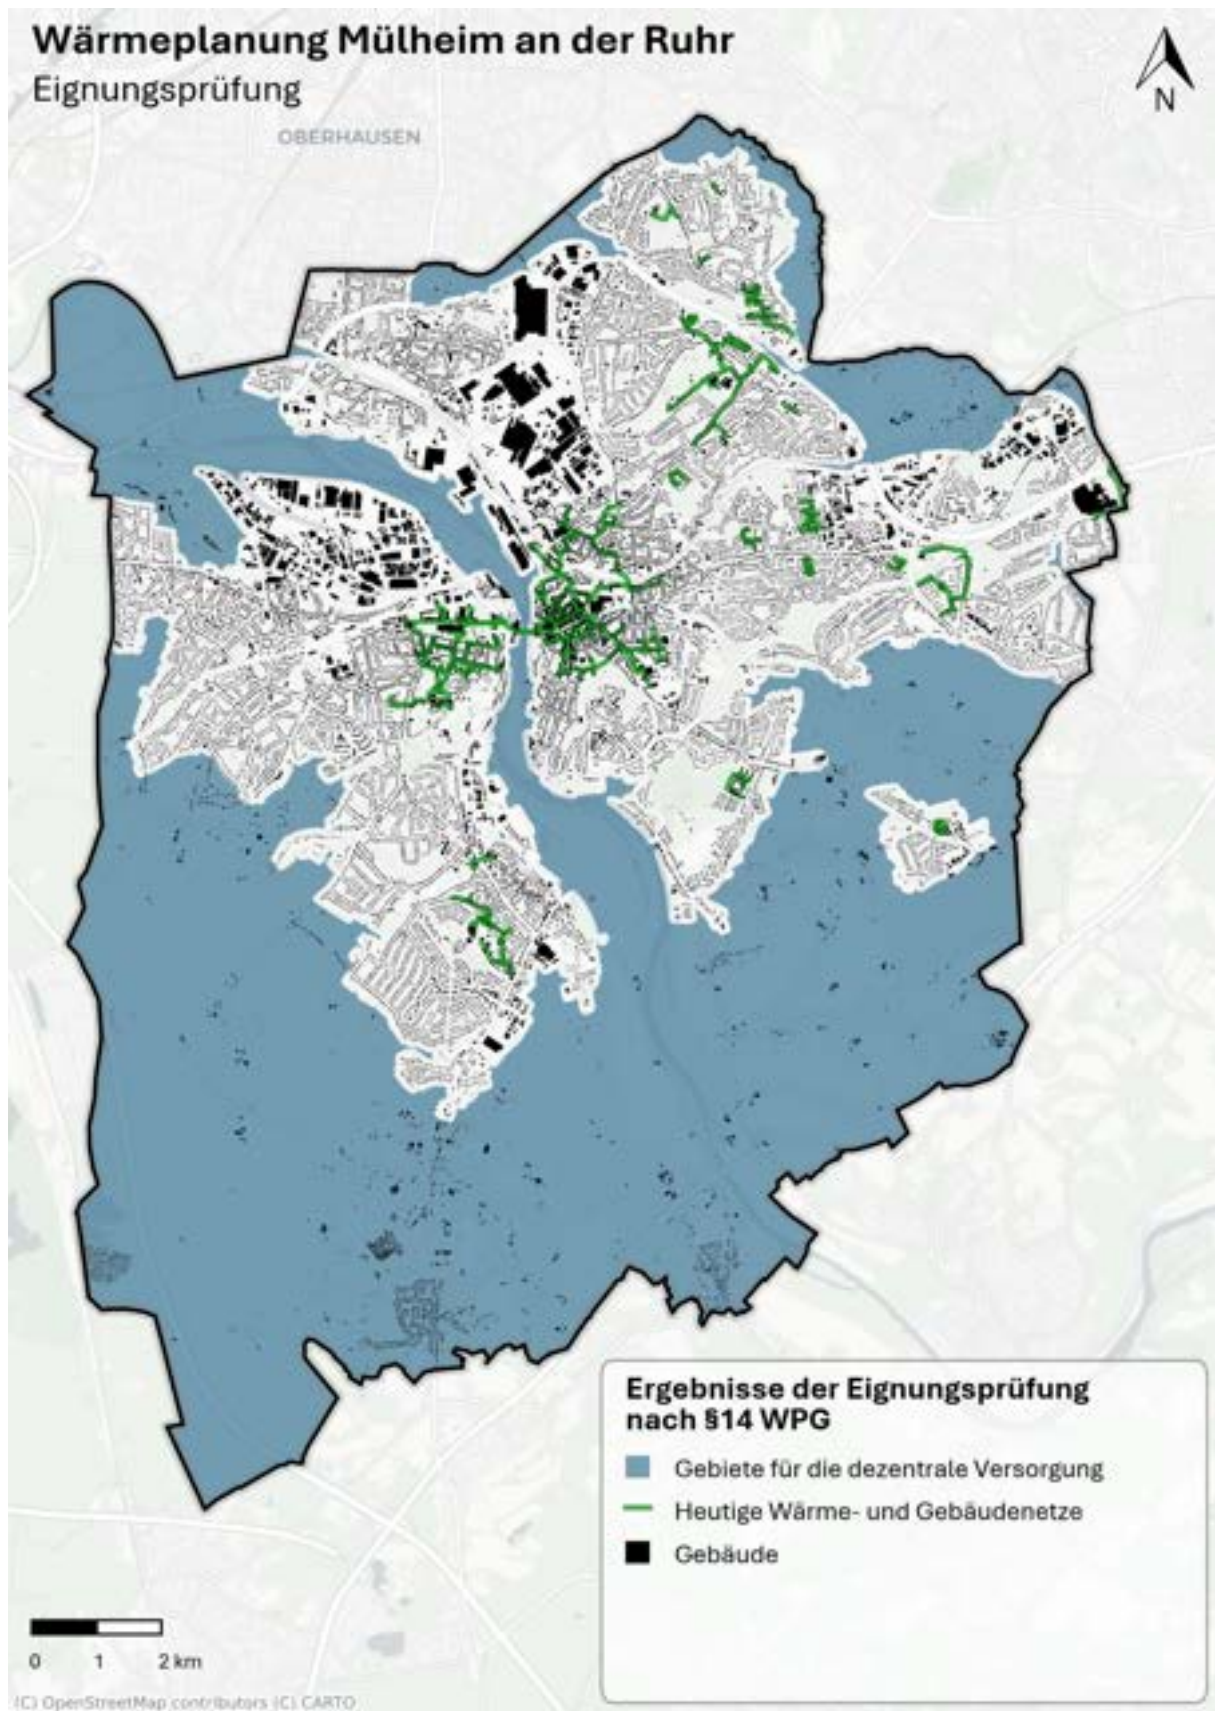 Wärmeplanung Mülheim an der Ruhr
Eignungsprüfung
N
OBERHAUSEN
Ergebnisse der Eignungsprüfung
nach §14 WPG
Gebiete für die dezentrale Versorgung
Heutige Wärme- und Gebäudenetze
Gebäude
0 1 2 km
(C) OpenStreetMap contributors (C) CARTO